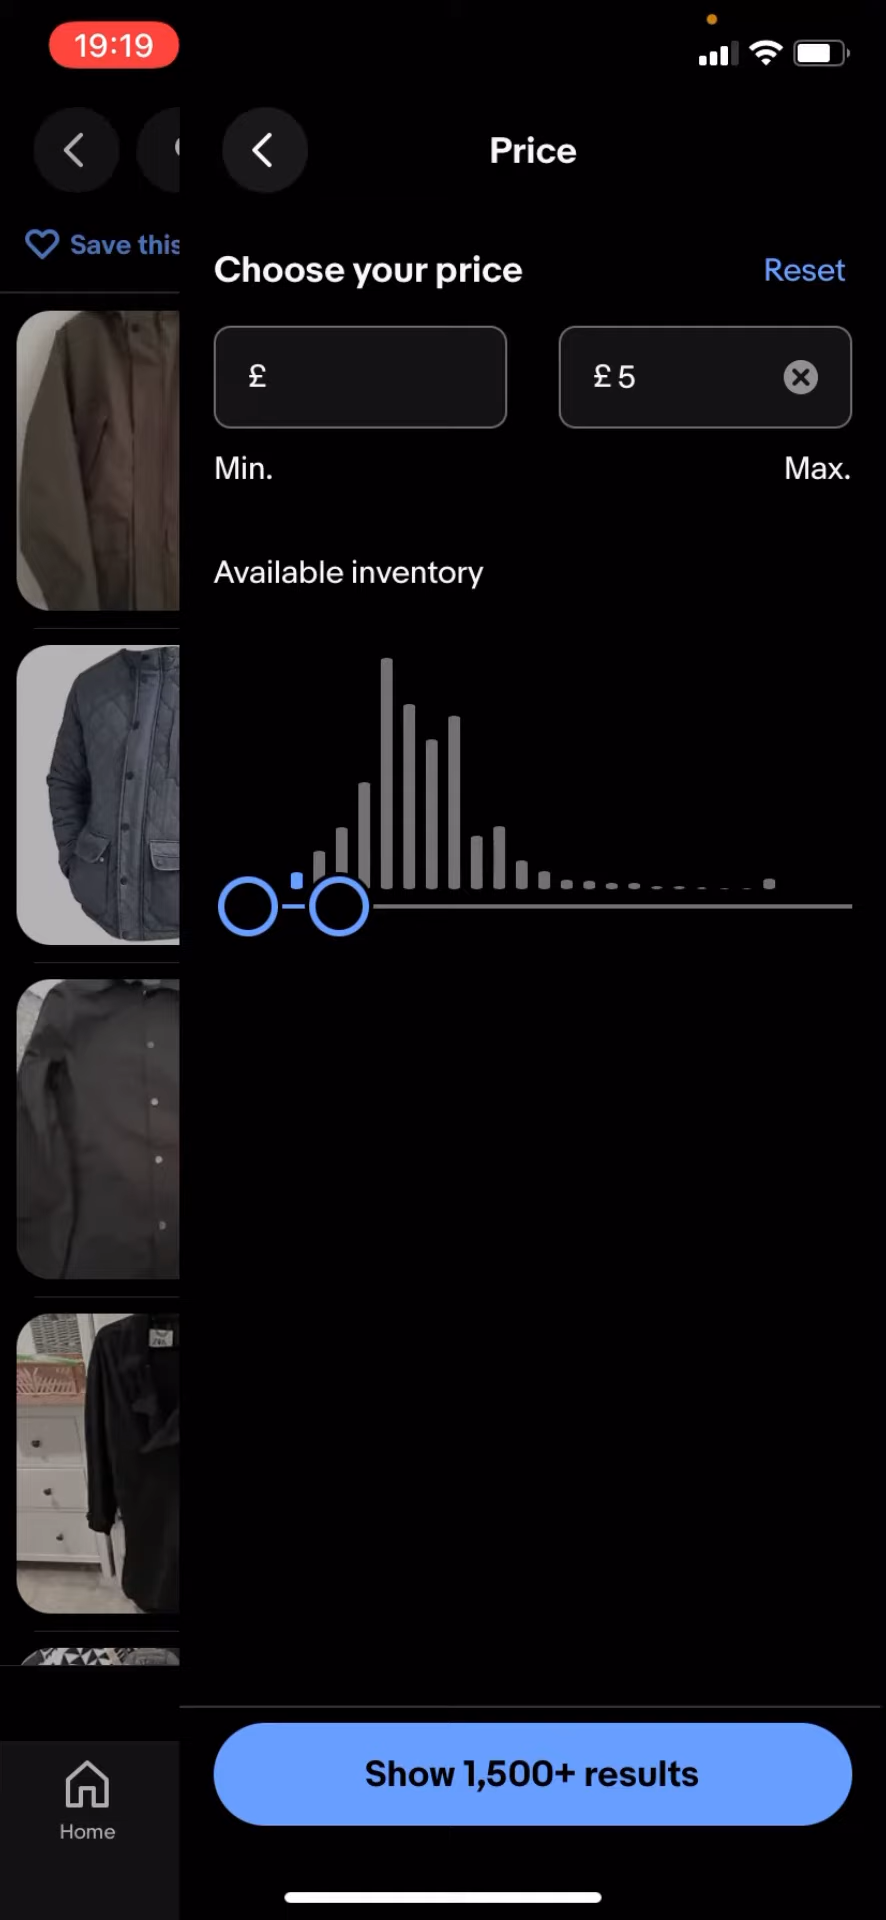 19:19
Price
Save this
Choose your price
Reset
£
£ 5
Min.
Max.
Available inventory
Show 1,500+ results
Home